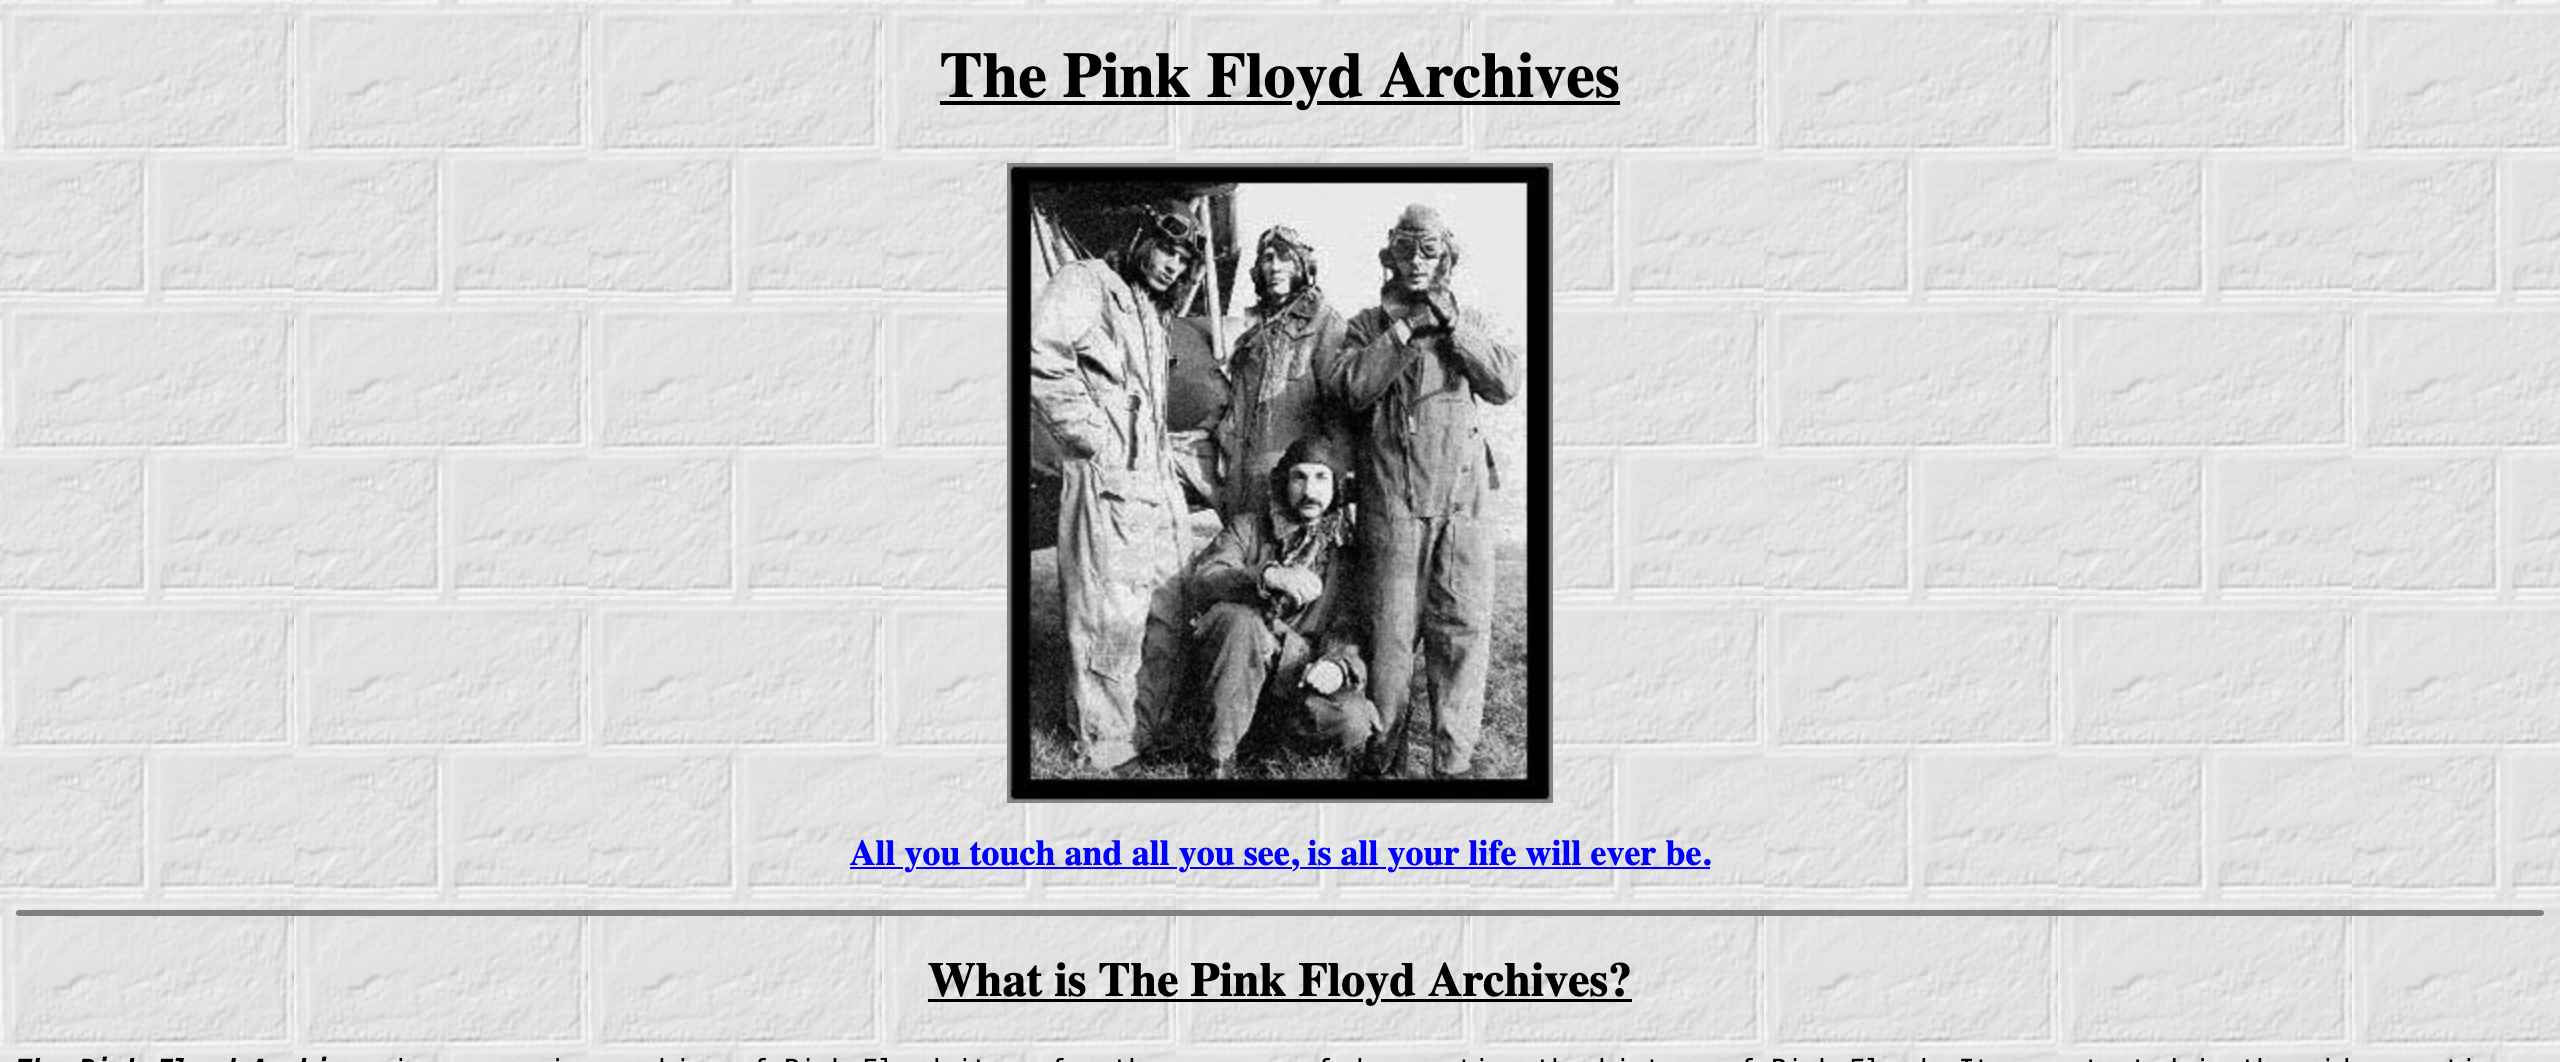 The Pink Floyd Archives
All you touch and all you see, is all your life will ever be.
What is The Pink Floyd Archives?